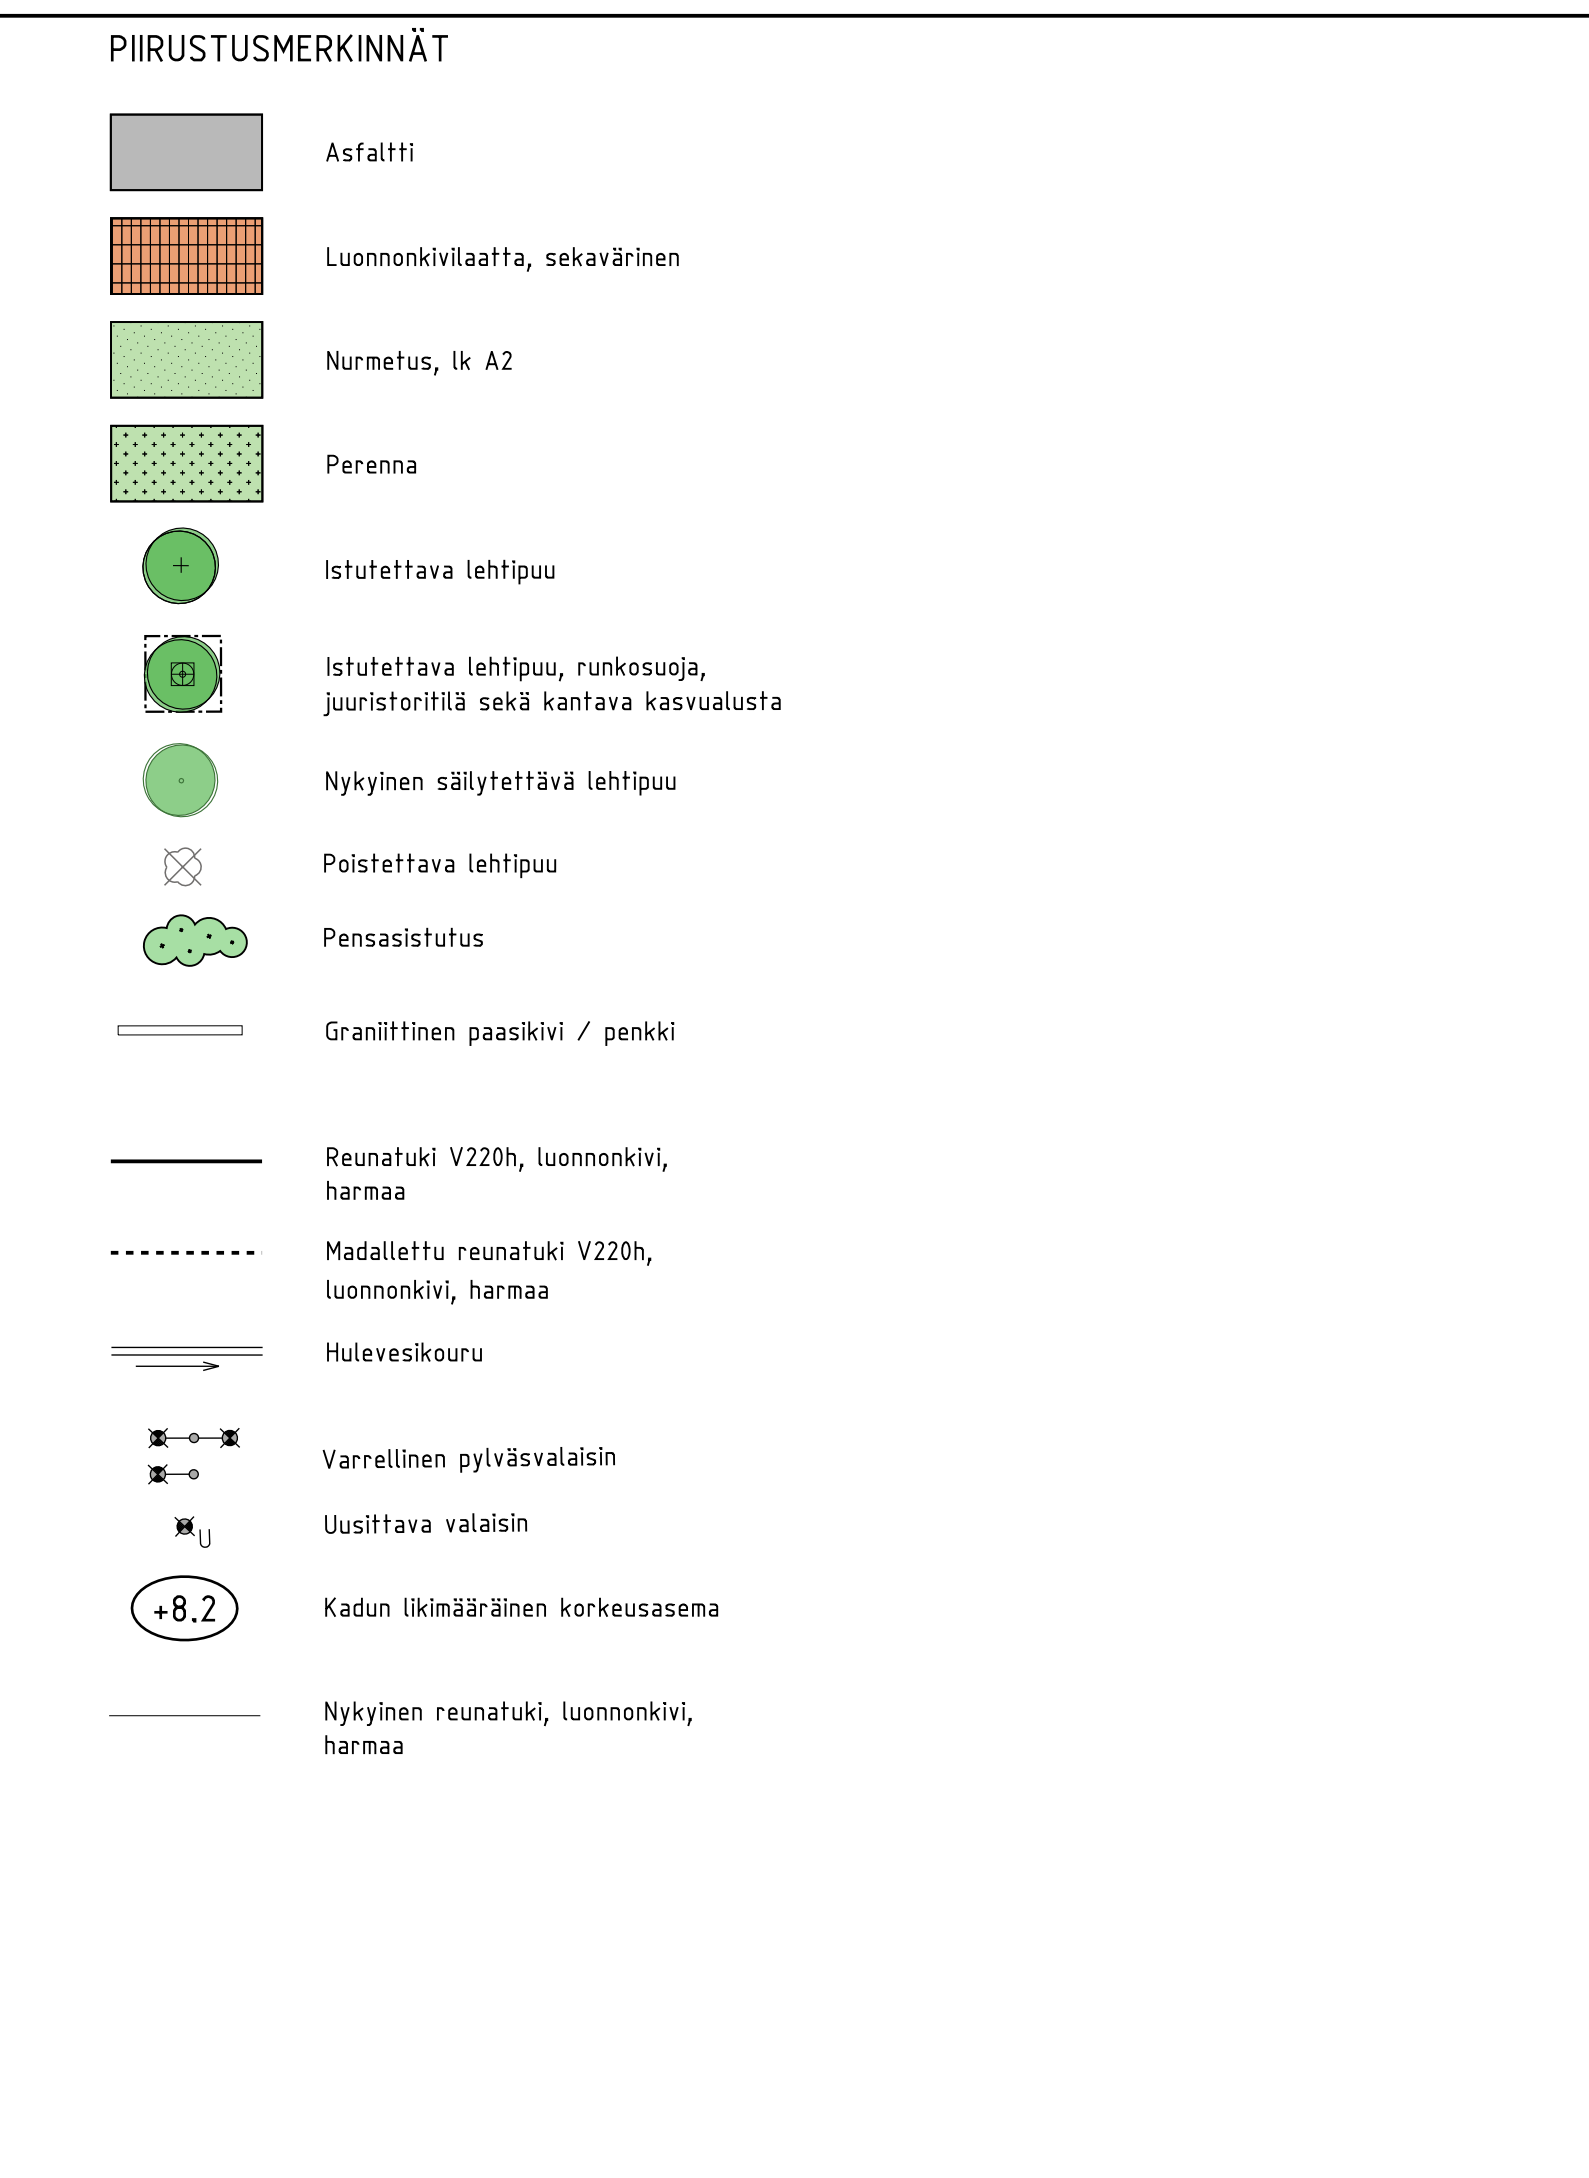 PIIRUSTUSMERKINNÄT
Asfaltti
Luonnonkivilaatta, sekavärinen
Nurmetus, lk A2
Perenna
Istutettava lehtipuu
Istutettava lehtipuu, runkosuoja,
juuristoritilä sekä kantava kasvualusta
Nykyinen säilytettävä lehtipuu
Poistettava lehtipuu
Pensasistutus
Graniittinen paasikivi / penkki
Reunatuki V220h, luonnonkivi,
harmaa
Madallettu reunatuki V220h,
luonnonkivi, harmaa
Hulevesikouru
Varrellinen pylväsvalaisin
U
Uusittava valaisin
+8.2
Kadun likimääräinen korkeusasema
Nykyinen reunatuki, luonnonkivi,
harmaa